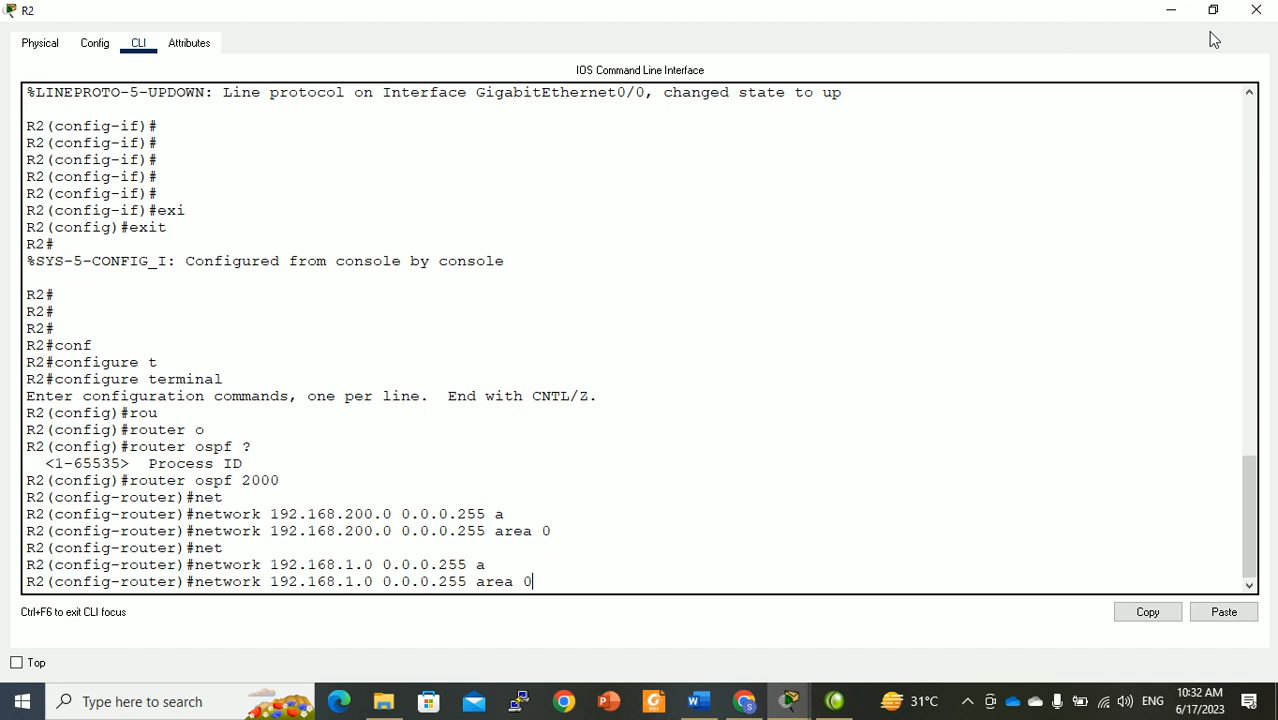 R2
Physical Config CLI Attributes
IOS Command Line Interface
%LINEPROTO-5-UPDOWN: Line protocol on Interface GigabitEthernet0/0, changed state to up
R2(config-if)#
R2(config-if)#
R2(config-if)#
R2(config-if)#
R2(config-if)#
R2(config-if)#exi
R2(config)#exit
R2#
%SYS-5-CONFIG_I: Configured from console by console
R2#
R2#
R2#
R2#conf
R2#configure t
R2#configure terminal
Enter configuration commands, one per line.  End with CNTL/Z.
R2(config)#rou
R2(config)#router o
R2(config)#router ospf ?
  <1-65535>  Process ID
R2(config)#router ospf 2000
R2(config-router)#net
R2(config-router)#network 192.168.200.0 0.0.0.255 a
R2(config-router)#network 192.168.200.0 0.0.0.255 area 0
R2(config-router)#net
R2(config-router)#network 192.168.1.0 0.0.0.255 a
R2(config-router)#network 192.168.1.0 0.0.0.255 area 0
Ctrl+F6 to exit CLI focus
Copy Paste
Top
Type here to search
31°C
ENG
10:32 AM
6/17/2023